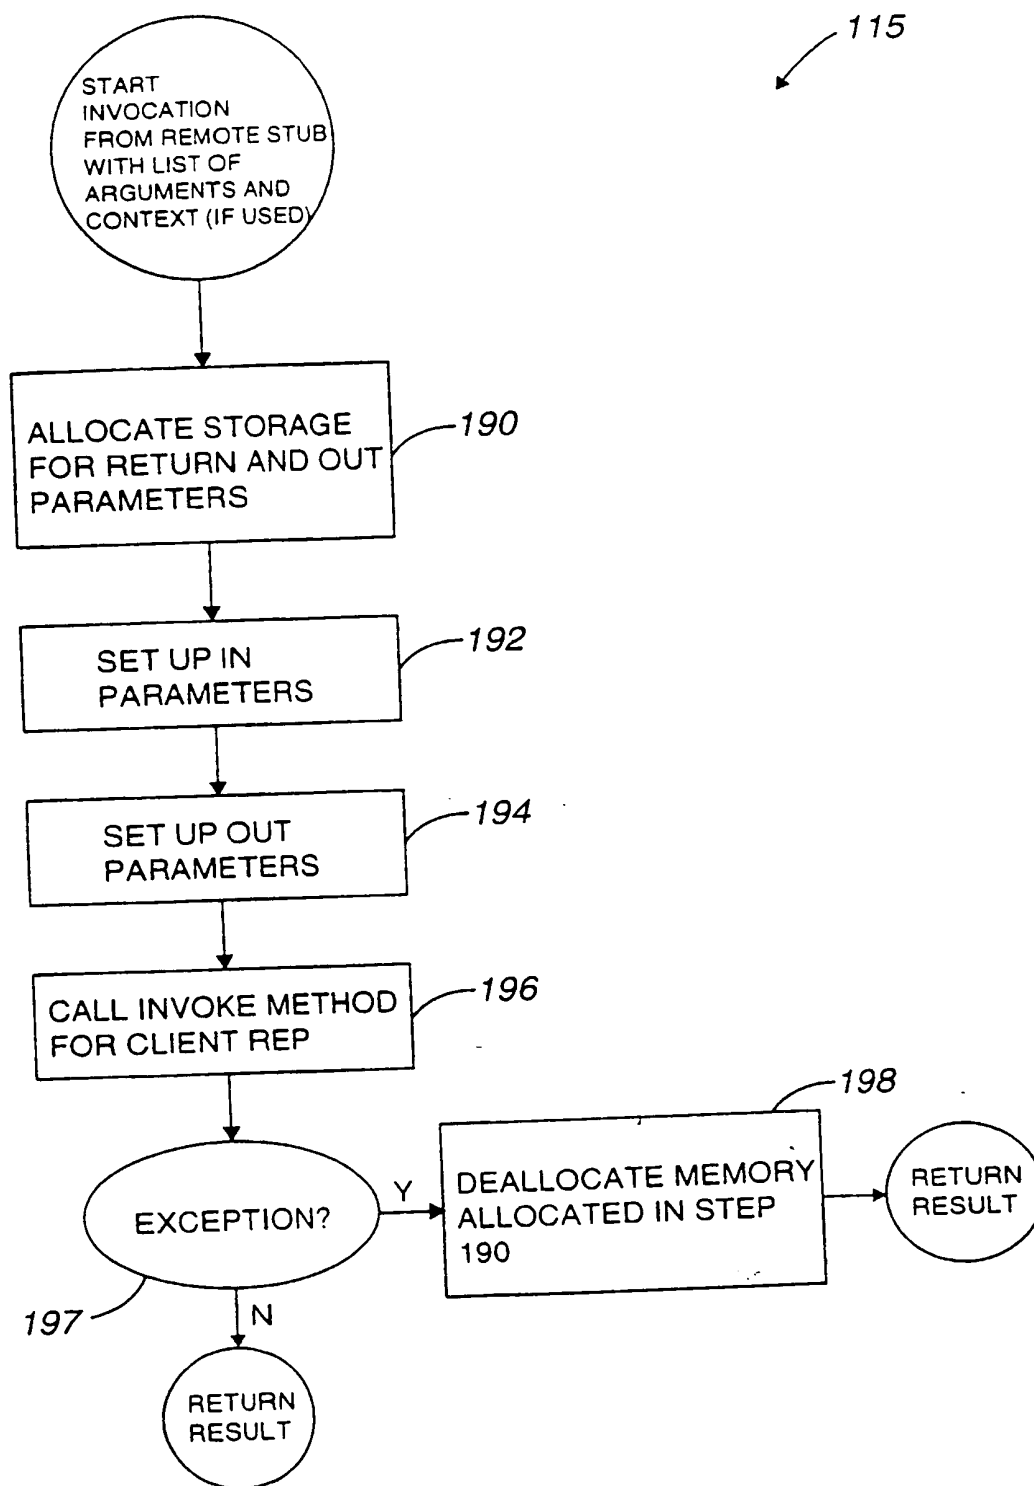 115
START
INVOCATION
FROM REMOTE STUB
WITH LIST OF
ARGUMENTS AND
CONTEXT (IF USED)
ALLOCATE STORAGE
FOR RETURN AND OUT
PARAMETERS
190
SET UP IN
PARAMETERS
192
SET UP OUT
PARAMETERS
194
CALL INVOKE METHOD
FOR CLIENT REP
196
EXCEPTION?
197
Y
N
DEALLOCATE MEMORY
ALLOCATED IN STEP
190
198
RETURN
RESULT
RETURN
RESULT